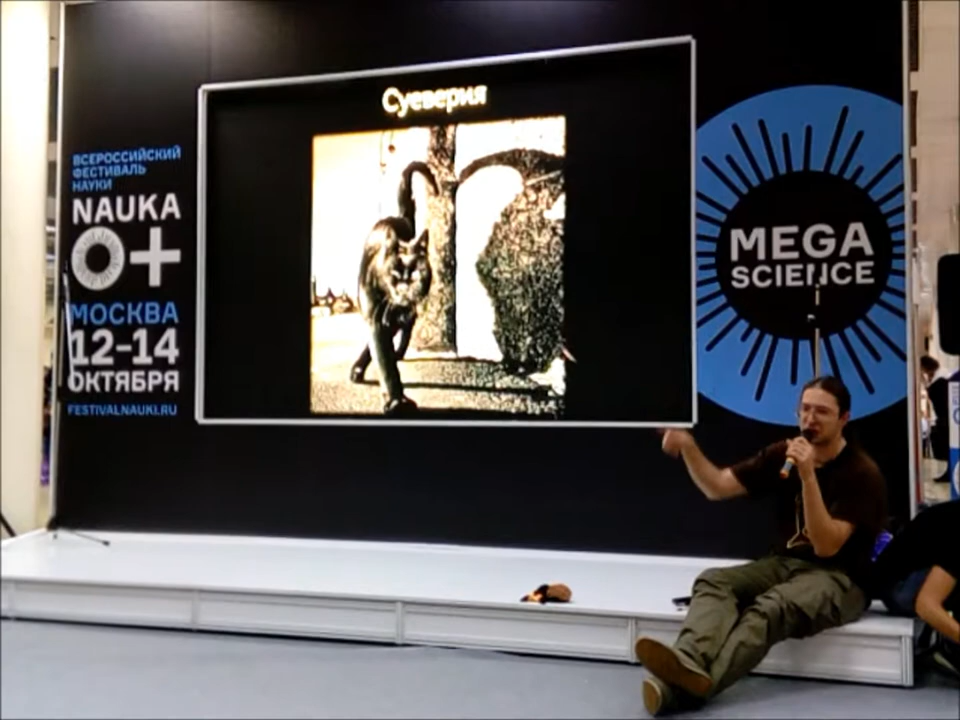 Суеверия
ВСЕРОССИЙСКИЙ
ФЕСТИВАЛЬ
НАУКИ
NAUKA
0+
МОСКВА
12-14
ОКТЯБРЯ
FESTIVALNAUKI.RU
MEGA
SCIENCE